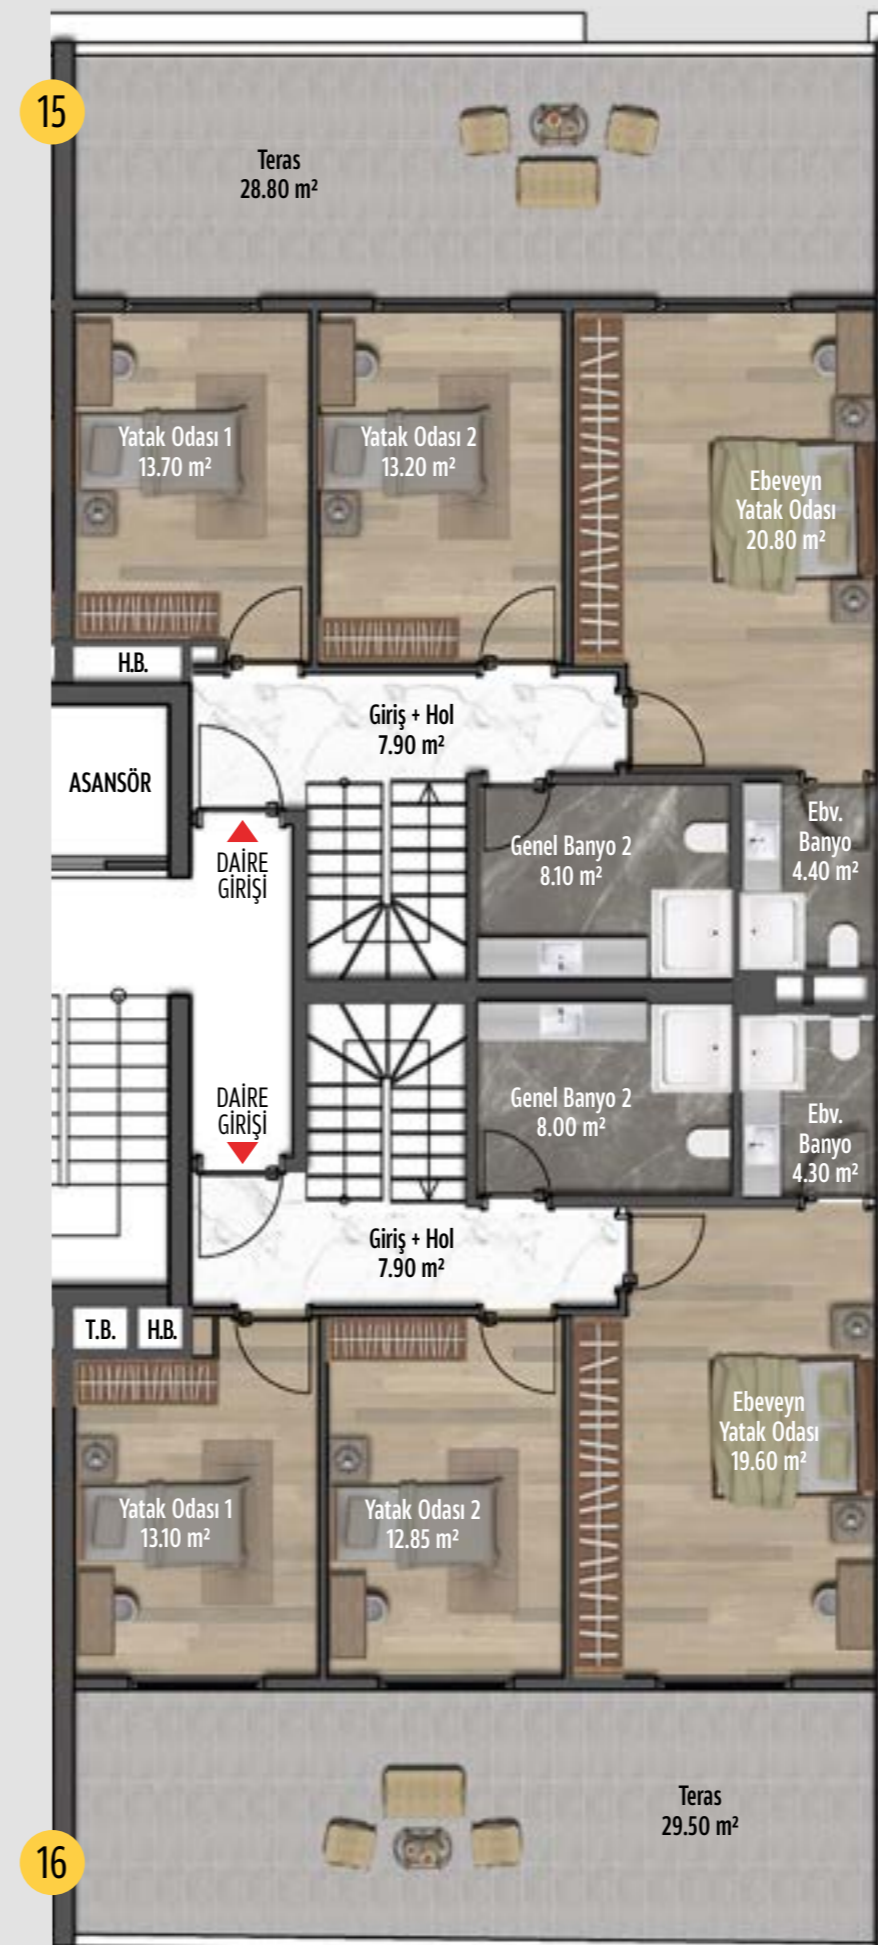 15
Teras
28.80 m²
Yatak Odası 1
13.70 m²
Yatak Odası 2
13.20 m²
Ebeveyn
Yatak Odası
20.80 m²
H.B.
Giriş + Hol
7.90 m²
ASANSÖR
DAİRE
GİRİŞİ
Genel Banyo 2
8.10 m²
Ebv.
Banyo
4.40 m²
DAİRE
GİRİŞİ
Genel Banyo 2
8.00 m²
Ebv.
Banyo
4.30 m²
Giriş + Hol
7.90 m²
T.B.
H.B.
Yatak Odası 1
13.10 m²
Yatak Odası 2
12.85 m²
Ebeveyn
Yatak Odası
19.60 m²
Teras
29.50 m²
16